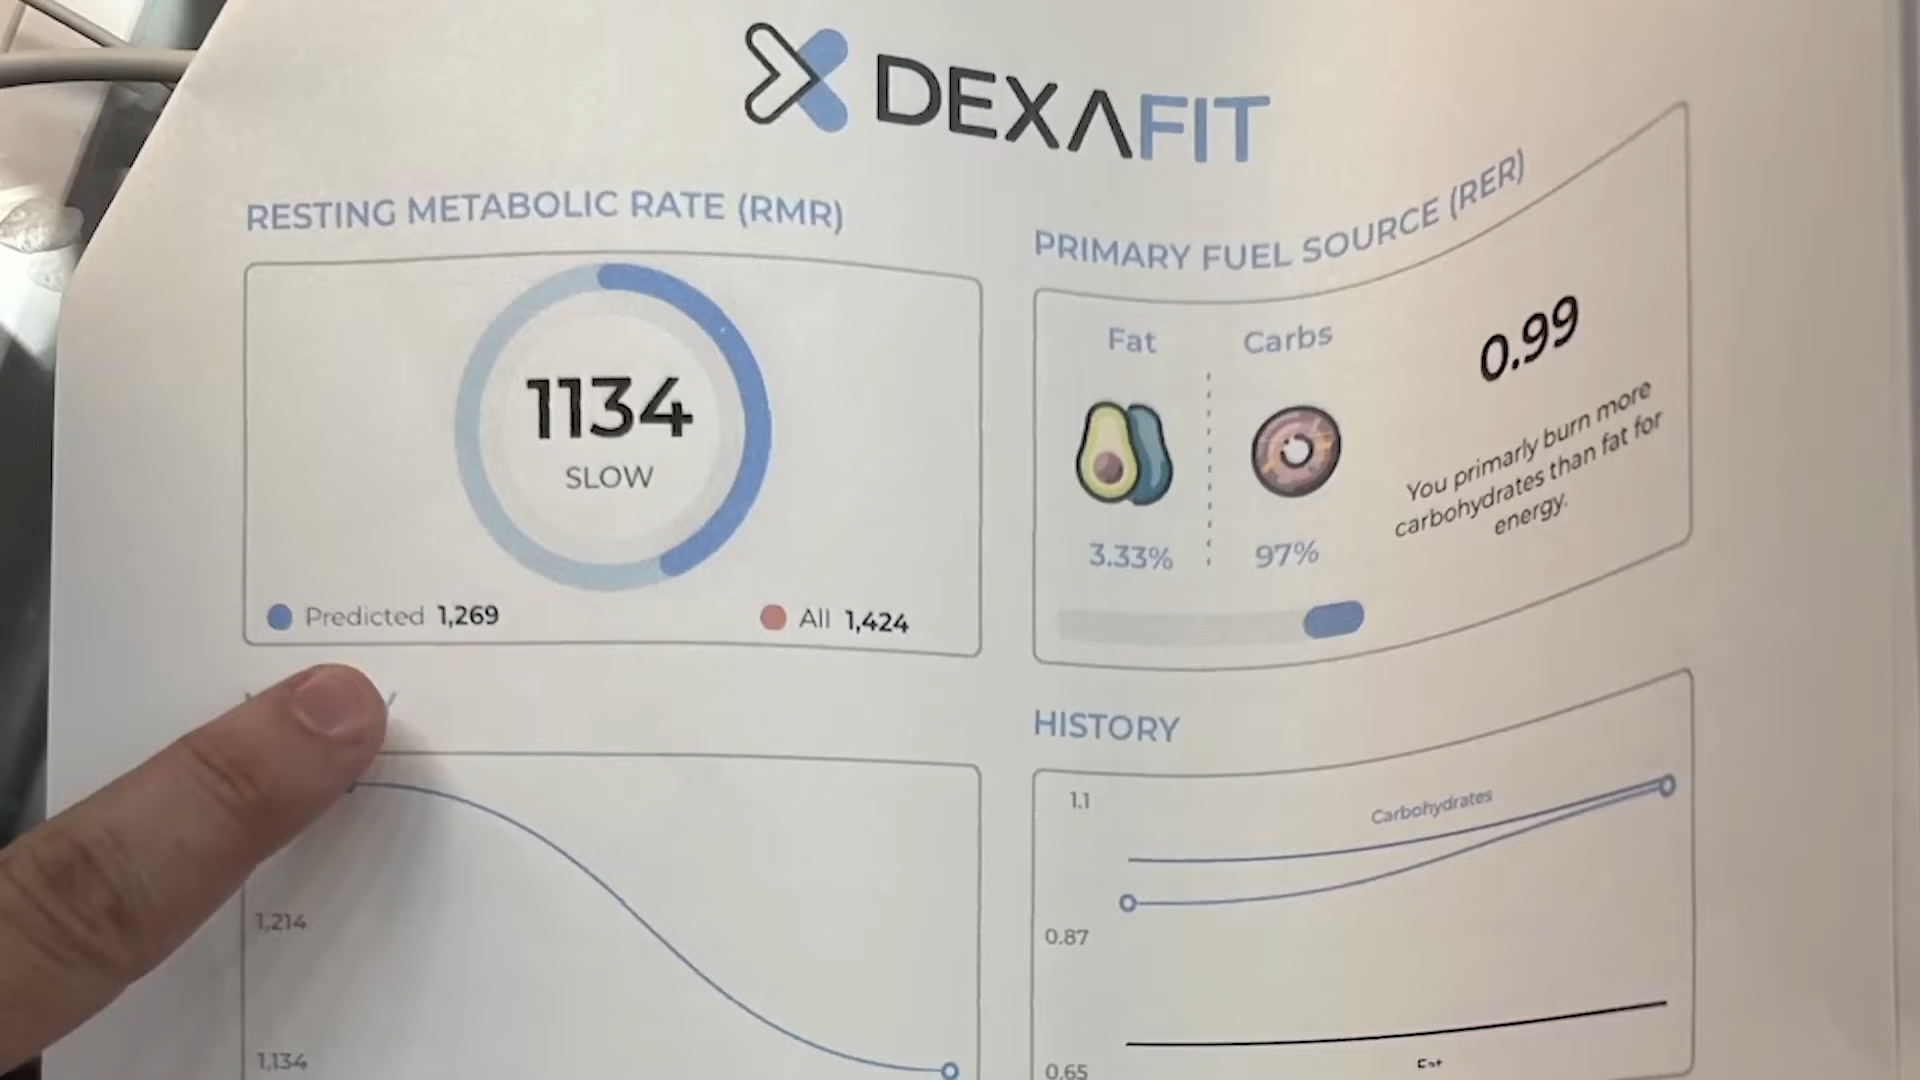 DEXAFIT
RESTING METABOLIC RATE (RMR)
1134
SLOW
Predicted 1,269
All 1,424
PRIMARY FUEL SOURCE (RER)
Fat
Carbs
3.33%
97%
0.99
You primarly burn more
carbohydrates than fat for
energy.
1,214
1,134
HISTORY
1.1
0.87
0.65
Carbohydrates